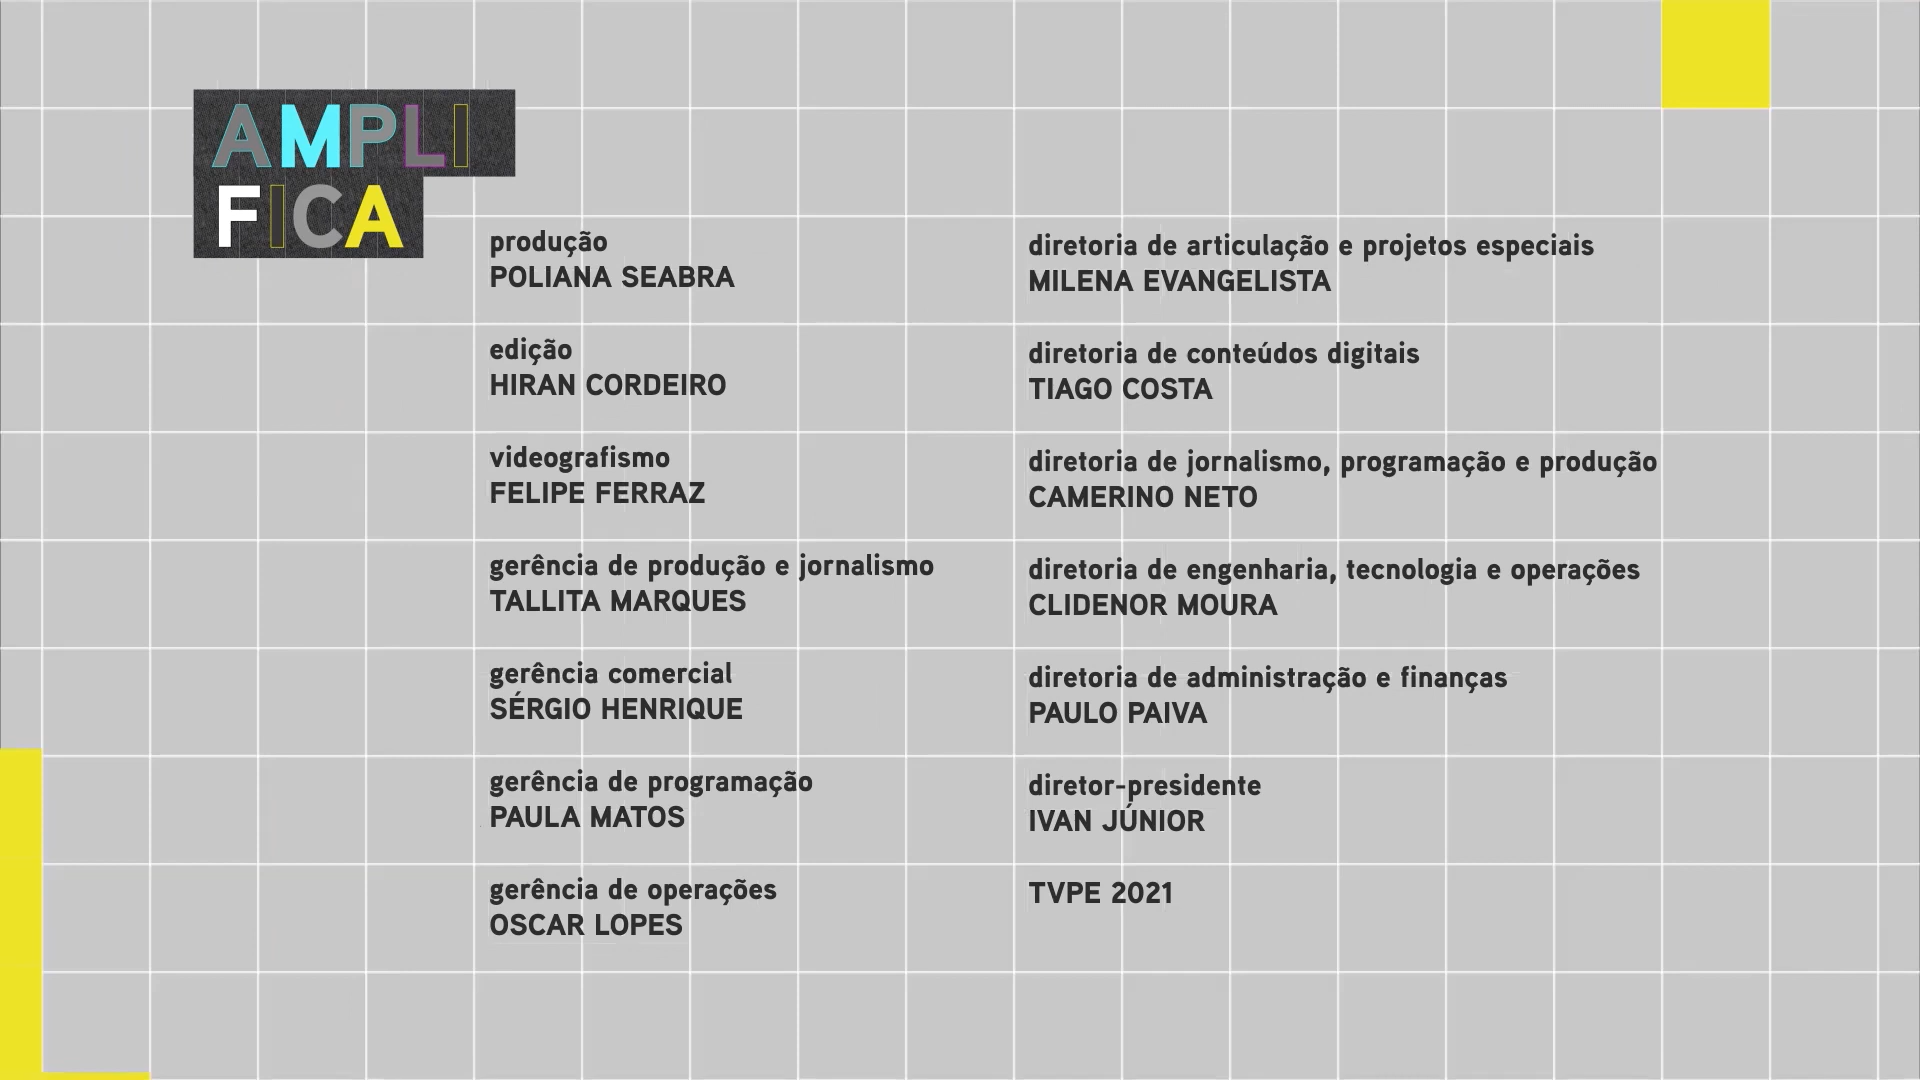 AMPLI
FICA
produção
POLIANA SEABRA
edição
HIRAN CORDEIRO
videografismo
FELIPE FERRAZ
gerência de produção e jornalismo
TALLITA MARQUES
gerência comercial
SÉRGIO HENRIQUE
gerência de programação
PAULA MATOS
gerência de operações
OSCAR LOPES
diretoria de articulação e projetos especiais
MILENA EVANGELISTA
diretoria de conteúdos digitais
TIAGO COSTA
diretoria de jornalismo, programação e produção
CAMERINO NETO
diretoria de engenharia, tecnologia e operações
CLIDENOR MOURA
diretoria de administração e finanças
PAULO PAIVA
diretor-presidente
IVAN JÚNIOR
TVPE 2021